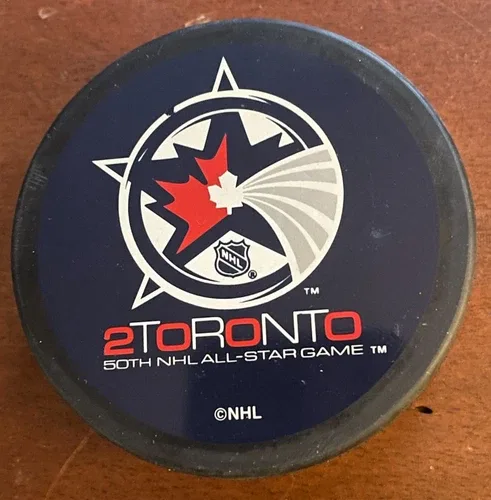 NHL ®
TM
2TORONTO
50TH NHL ALL-STAR GAME TM
©NHL